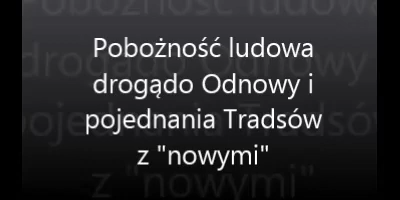 Pobożność ludowa
drogądo Odnowy i
pojednania Tradsów
z "nowymi"